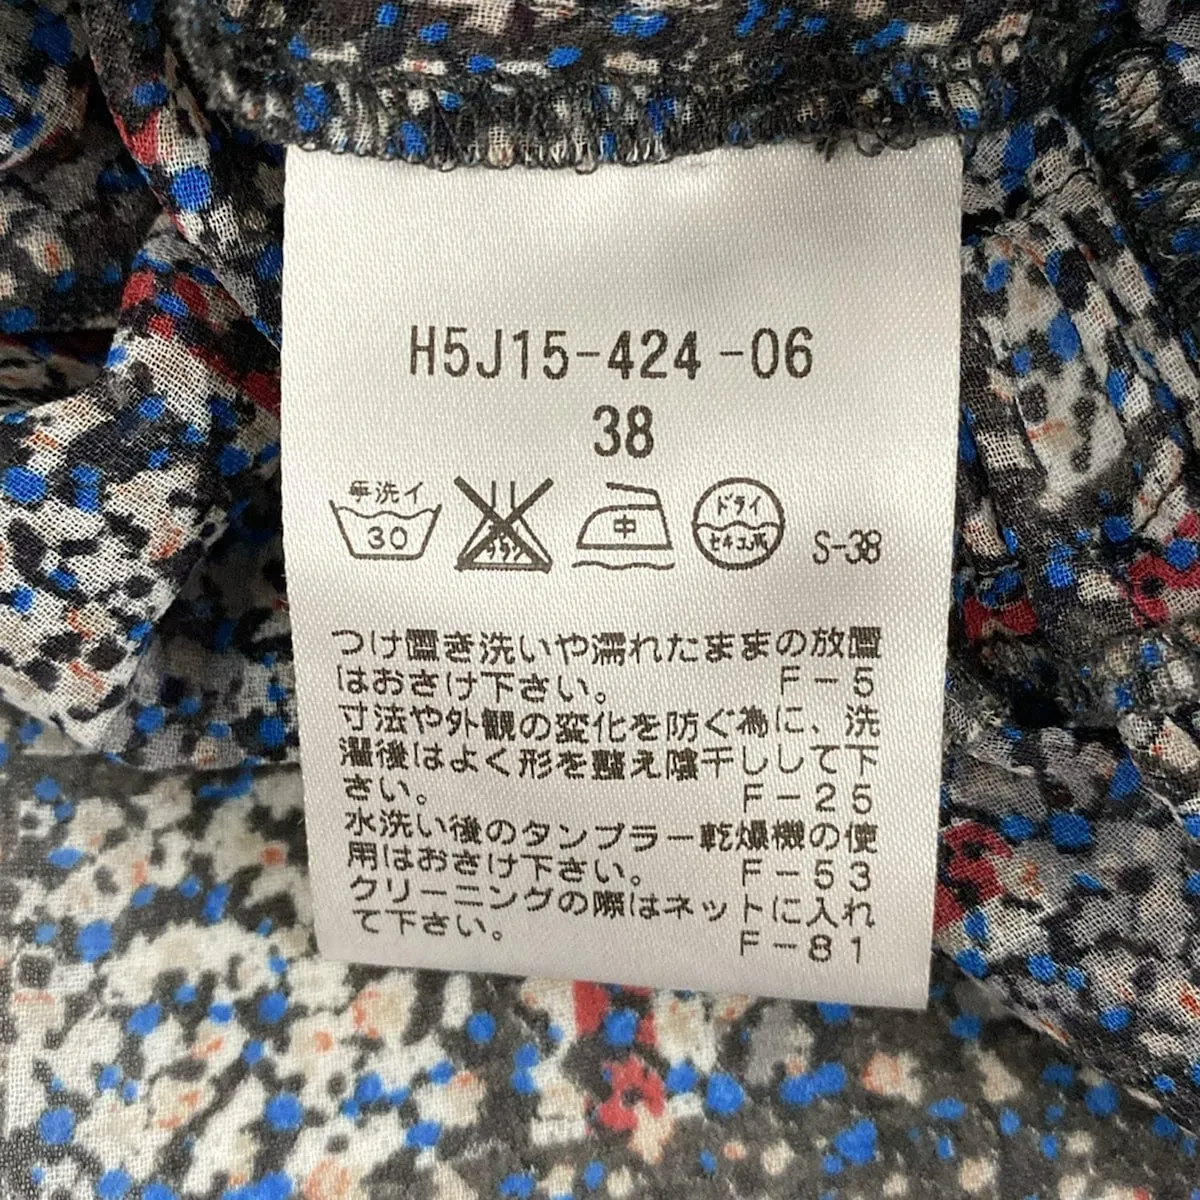 H5J15-424-06
38
手洗イ
30
エンソ
サラシ
中
ドライ
セキユ系
S-38
つけ置き洗いや濡れたままの放置
はおさけ下さい。 F-5
寸法や外観の変化を防ぐ為に、洗
濯後はよく形を整え陰干しして下
さい。 F-25
水洗い後のタンブラー乾燥機の使
用はおさけ下さい。 F-53
クリーニングの際はネットに入れ
て下さい。 F-81